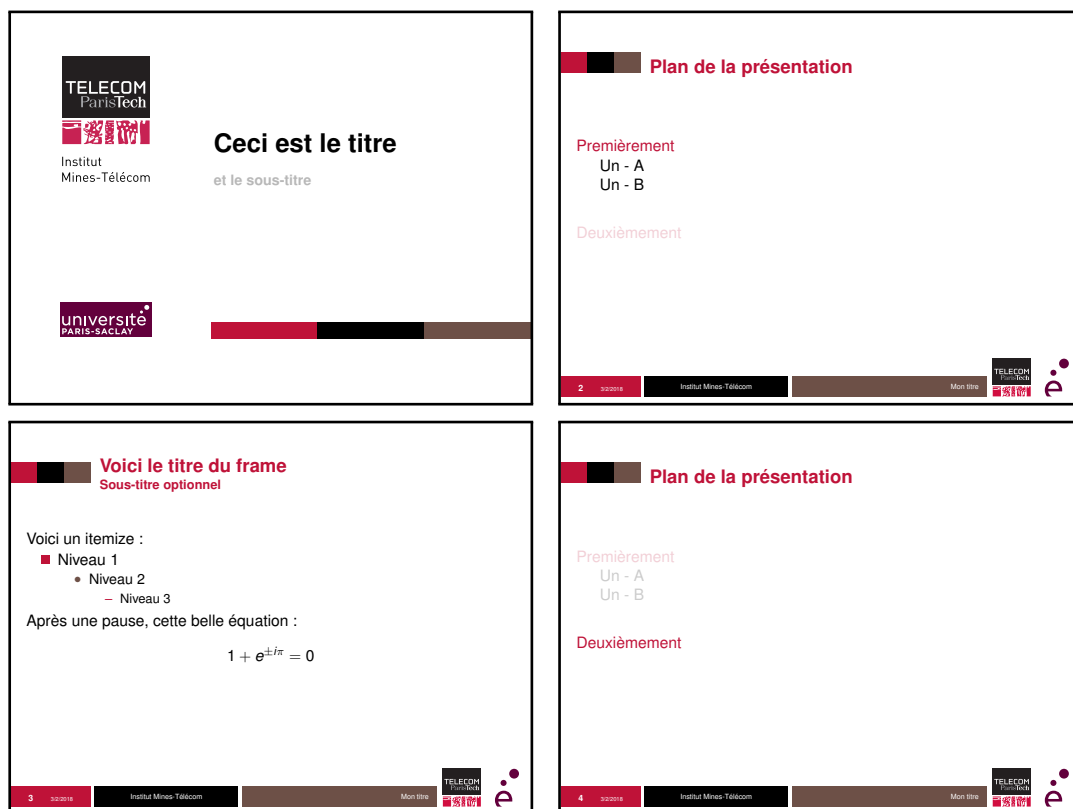 TELECOM
ParisTech
Institut
Mines-Télécom
Ceci est le titre
et le sous-titre
université
PARIS-SACLAY
Plan de la présentation
Premièrement
Un - A
Un - B
Deuxièmement
2 3/2/2018 Institut Mines-Télécom Mon titre
TELECOM
ParisTech
Voici le titre du frame
Sous-titre optionnel
Voici un itemize :
Niveau 1
• Niveau 2
– Niveau 3
Après une pause, cette belle équation :
1 + e^{±iπ} = 0
3 3/2/2018 Institut Mines-Télécom Mon titre
TELECOM
ParisTech
Plan de la présentation
Premièrement
Un - A
Un - B
Deuxièmement
4 3/2/2018 Institut Mines-Télécom Mon titre
TELECOM
ParisTech